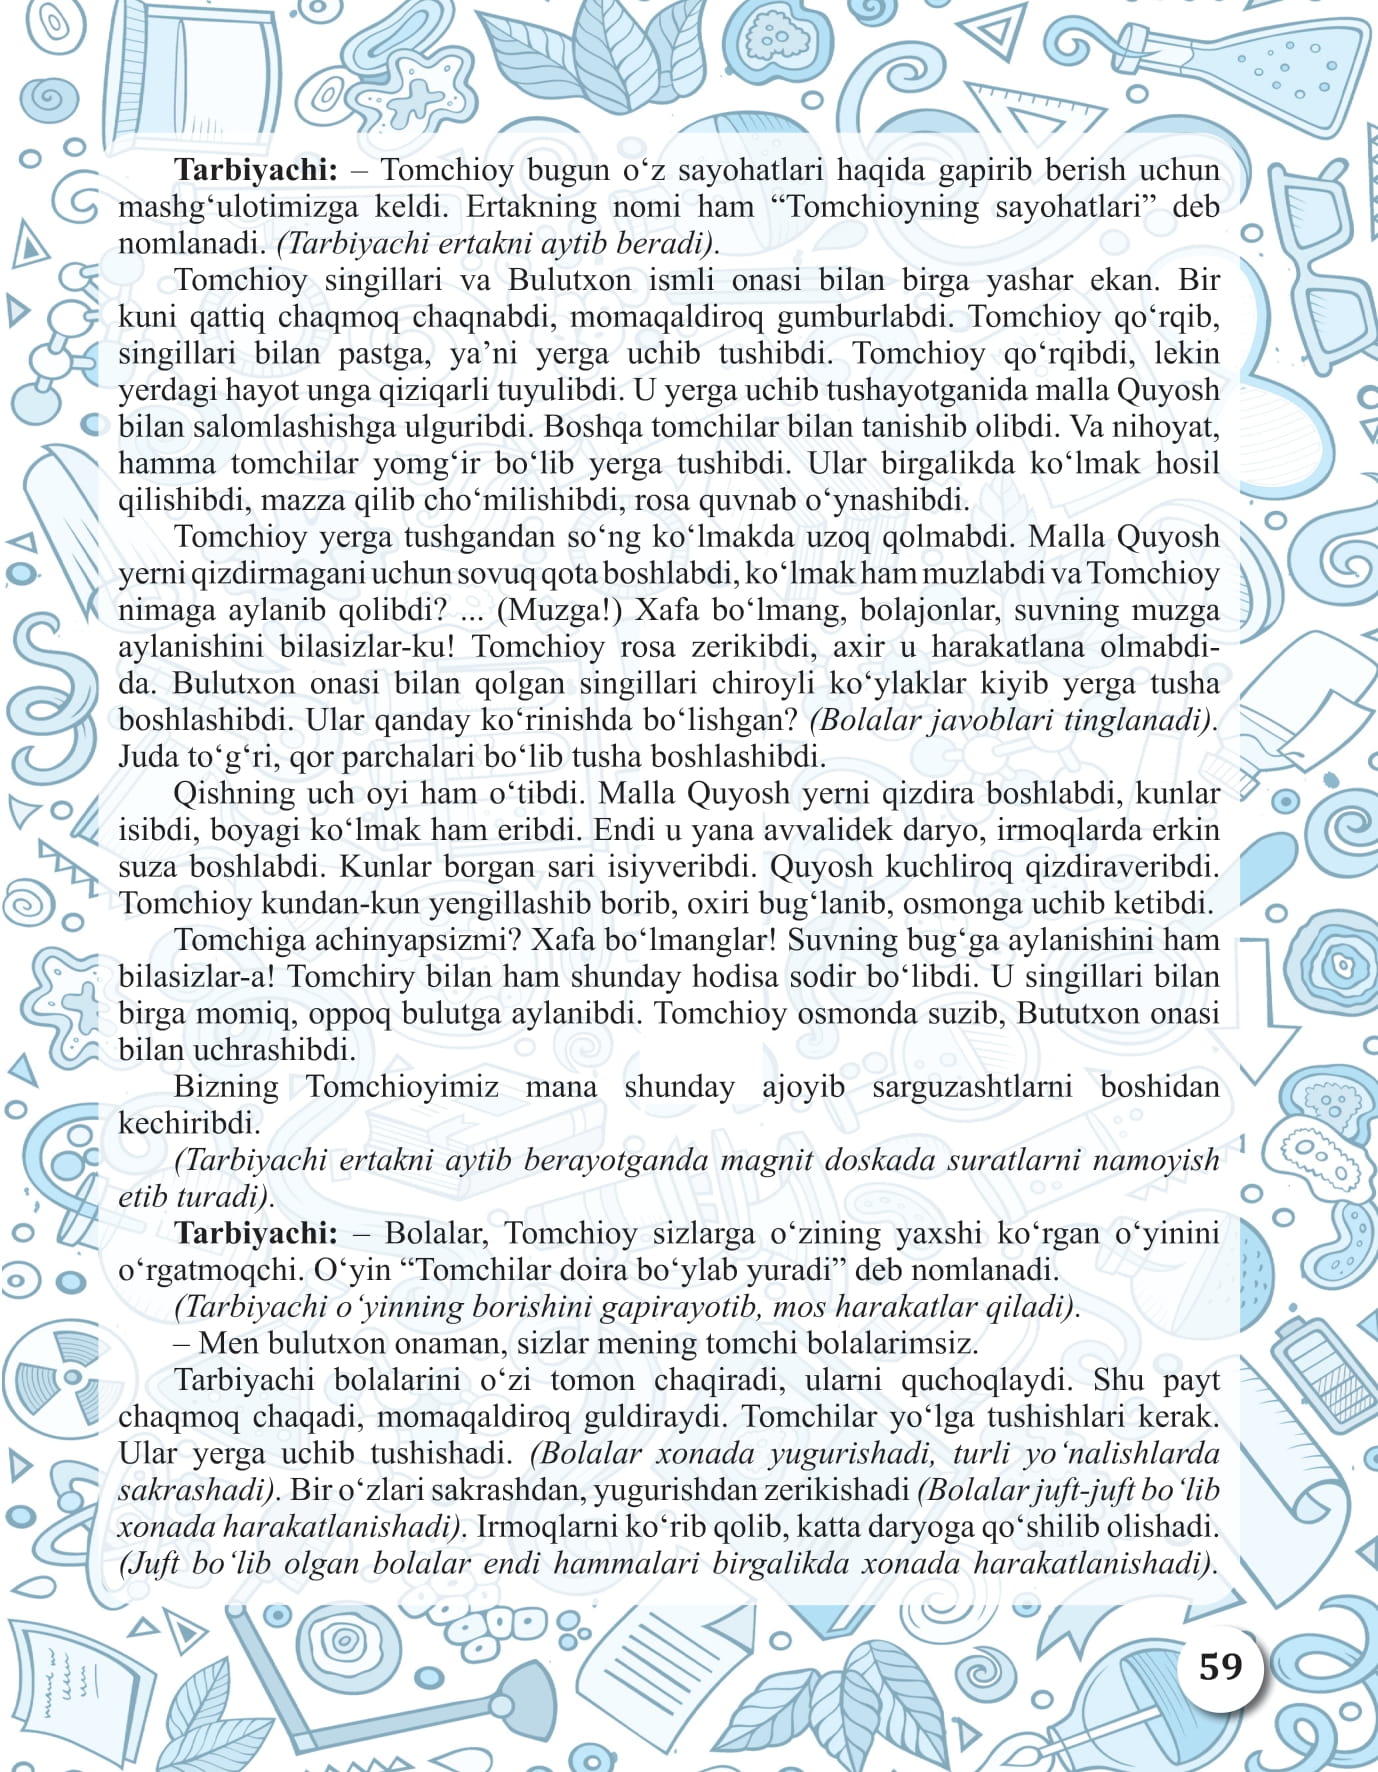 Tarbiyachi: – Tomchioy bugun o‘z sayohatlari haqida gapirib berish uchun
mashg‘ulotimizga keldi. Ertakning nomi ham “Tomchioyning sayohatlari” deb
nomlanadi. (Tarbiyachi ertakni aytib beradi).
Tomchioy singillari va Bulutxon ismli onasi bilan birga yashar ekan. Bir
kuni qattiq chaqmoq chaqnabdi, momaqaldiroq gumburlabdi. Tomchioy qo‘rqib,
singillari bilan pastga, ya’ni yerga uchib tushibdi. Tomchioy qo‘rqibdi, lekin
yerdagi hayot unga qiziqarli tuyulibdi. U yerga uchib tushayotganida malla Quyosh
bilan salomlashishga ulguribdi. Boshqa tomchilar bilan tanishib olibdi. Va nihoyat,
hamma tomchilar yomg‘ir bo‘lib yerga tushibdi. Ular birgalikda ko‘lmak hosil
qilishibdi, mazza qilib cho‘milishibdi, rosa quvnab o‘ynashibdi.
Tomchioy yerga tushgandan so‘ng ko‘lmakda uzoq qolmabdi. Malla Quyosh
yerni qizdirmagani uchun sovuq qota boshlabdi, ko‘lmak ham muzlabdi va Tomchioy
nimaga aylanib qolibdi? ... (Muzga!) Xafa bo‘lmang, bolajonlar, suvning muzga
aylanishini bilasizlar-ku! Tomchioy rosa zerikibdi, axir u harakatlana olmabdi-
da. Bulutxon onasi bilan qolgan singillari chiroyli ko‘ylaklar kiyib yerga tusha
boshlashibdi. Ular qanday ko‘rinishda bo‘lishgan? (Bolalar javoblari tinglanadi).
Juda to‘g‘ri, qor parchalari bo‘lib tusha boshlashibdi.
Qishning uch oyi ham o‘tibdi. Malla Quyosh yerni qizdira boshlabdi, kunlar
isibdi, boyagi ko‘lmak ham eribdi. Endi u yana avvalidek daryo, irmoqlarda erkin
suza boshlabdi. Kunlar borgan sari isiyveribdi. Quyosh kuchliroq qizdiraveribdi.
Tomchioy kundan-kun yengillashib borib, oxiri bug‘lanib, osmonga uchib ketibdi.
Tomchiga achinyapsizmi? Xafa bo‘lmanglar! Suvning bug‘ga aylanishini ham
bilasizlar-a! Tomchiry bilan ham shunday hodisa sodir bo‘libdi. U singillari bilan
birga momiq, oppoq bulutga aylanibdi. Tomchioy osmonda suzib, Bututxon onasi
bilan uchrashibdi.
Bizning Tomchioyimiz mana shunday ajoyib sarguzashtlarni boshidan
kechiribdi.
(Tarbiyachi ertakni aytib berayotganda magnit doskada suratlarni namoyish
etib turadi).
Tarbiyachi: – Bolalar, Tomchioy sizlarga o‘zining yaxshi ko‘rgan o‘yinini
o‘rgatmoqchi. O‘yin “Tomchilar doira bo‘ylab yuradi” deb nomlanadi.
(Tarbiyachi o‘yinning borishini gapirayotib, mos harakatlar qiladi).
– Men bulutxon onaman, sizlar mening tomchi bolalarimsiz.
Tarbiyachi bolalarini o‘zi tomon chaqiradi, ularni quchoqlaydi. Shu payt
chaqmoq chaqadi, momaqaldiroq guldiraydi. Tomchilar yo‘lga tushishlari kerak.
Ular yerga uchib tushishadi. (Bolalar xonada yugurishadi, turli yo‘nalishlarda
sakrashadi). Bir o‘zlari sakrashdan, yugurishdan zerikishadi (Bolalar juft-juft bo‘lib
xonada harakatlanishadi). Irmoqlarni ko‘rib qolib, katta daryoga qo‘shilib olishadi.
(Juft bo‘lib olgan bolalar endi hammalari birgalikda xonada harakatlanishadi).
59